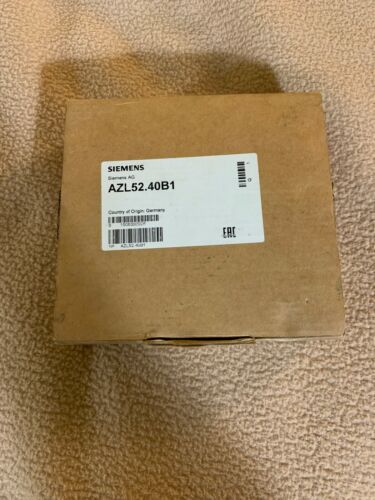 SIEMENS
Siemens AG
AZL52.40B1
Country of Origin: Germany
AZL52.40B1
EAC